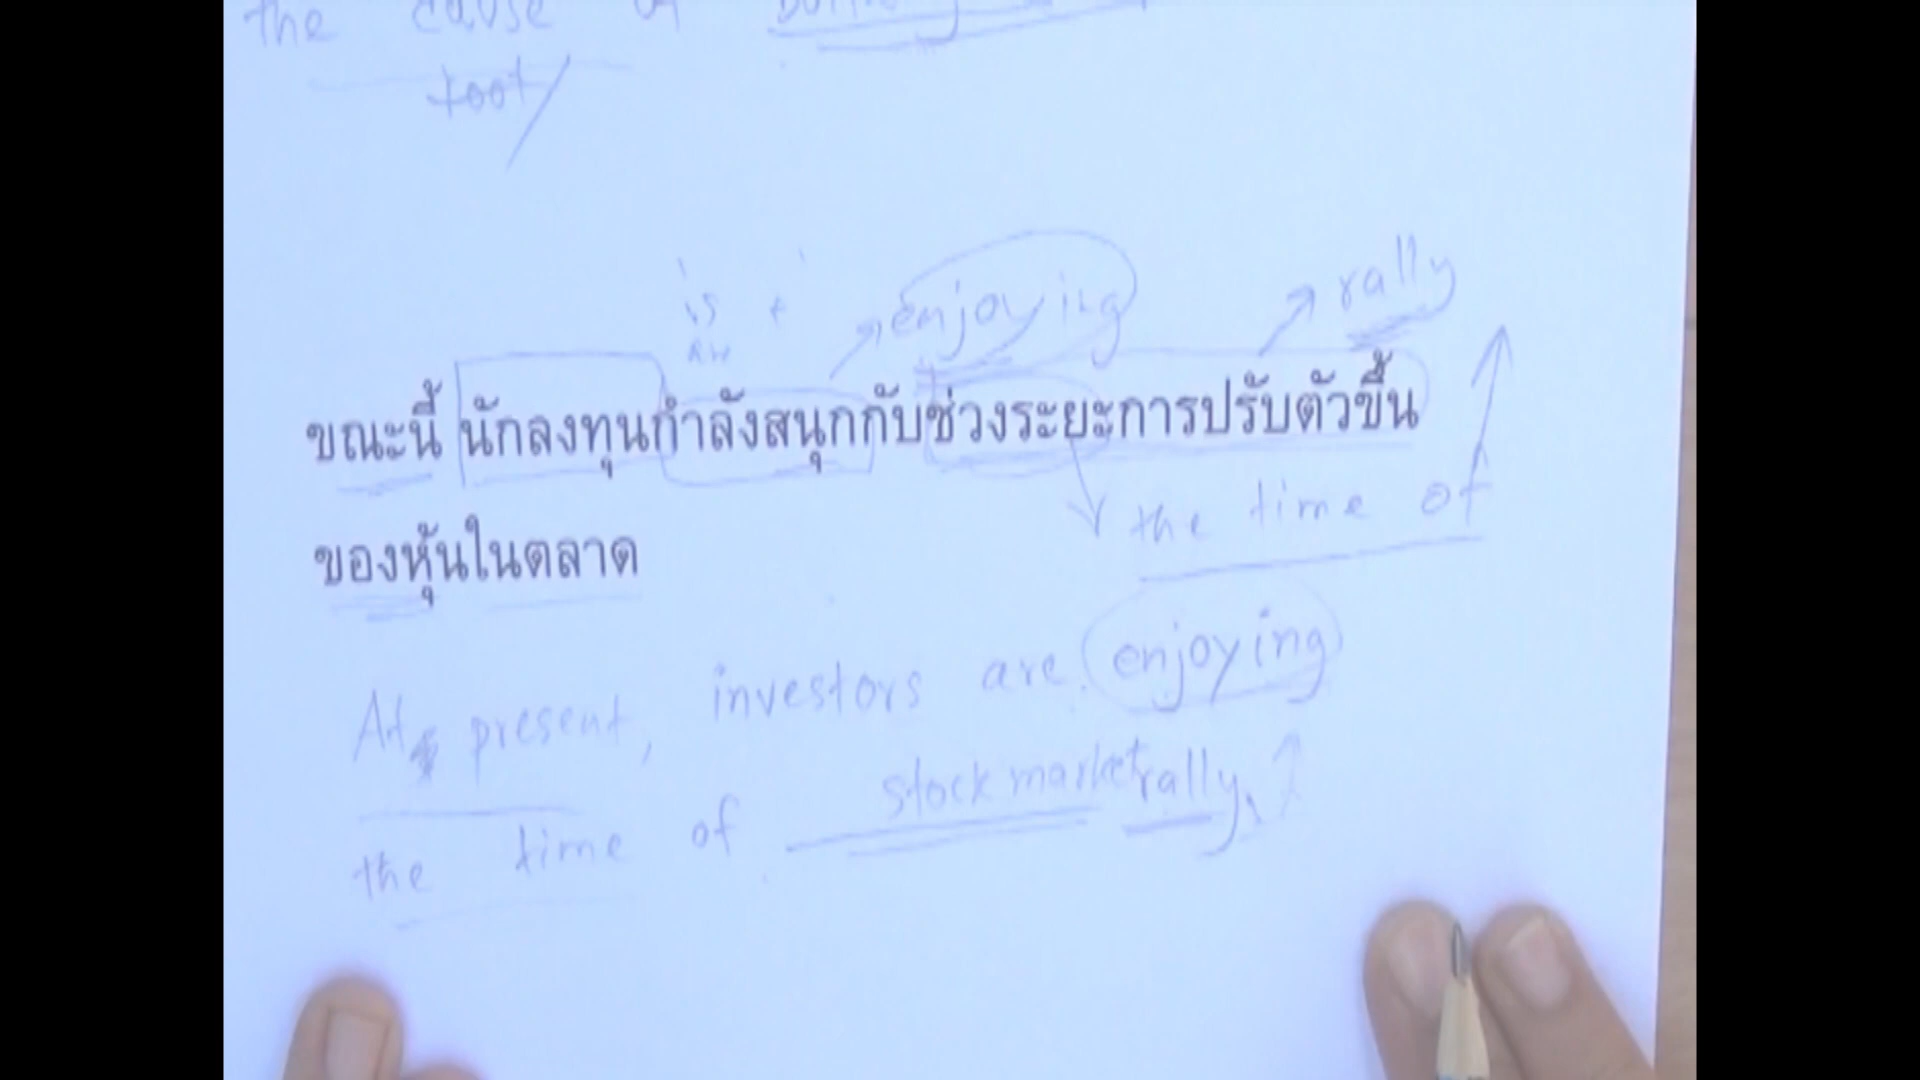 the cause of
root
is + enjoying rally
are
ขณะนี้ นักลงทุนกำลังสนุกกับช่วงระยะการปรับตัวขึ้น
the time of
ของหุ้นในตลาด
At present, investors are enjoying
the time of stock market rally.